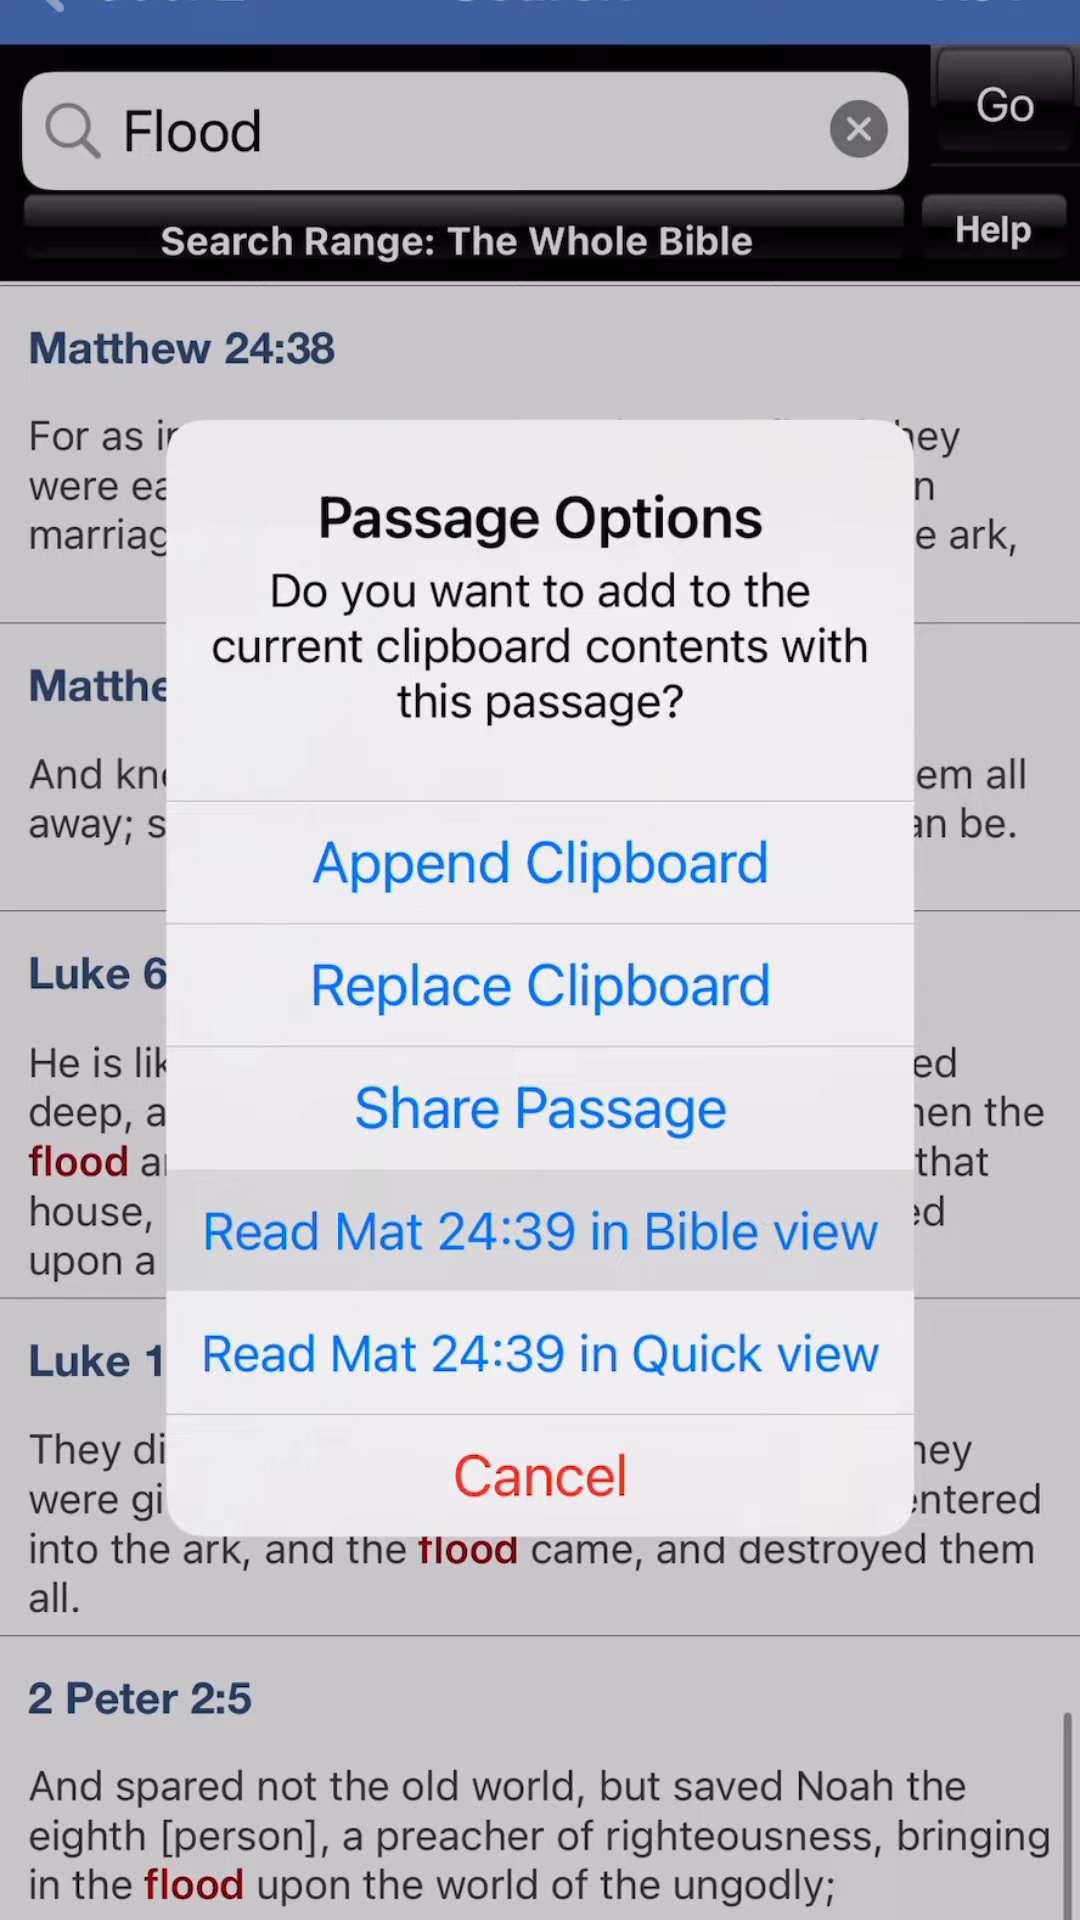 Flood
Go
Search Range: The Whole Bible
Help
Matthew 24:38
For as
were
marriag
hey
n
e ark,
Passage Options
Do you want to add to the
current clipboard contents with
this passage?
Append Clipboard
Replace Clipboard
Share Passage
Read Mat 24:39 in Bible view
Read Mat 24:39 in Quick view
Cancel
Matthe
And kn
em all
away; s
an be.
Luke 6
He is lik
ed
deep, a
hen the
flood
that
house,
ed
upon a
Luke 1
They di
hey
were gi
entered
into the ark, and the flood came, and destroyed them
all.
2 Peter 2:5
And spared not the old world, but saved Noah the
eighth [person], a preacher of righteousness, bringing
in the flood upon the world of the ungodly;